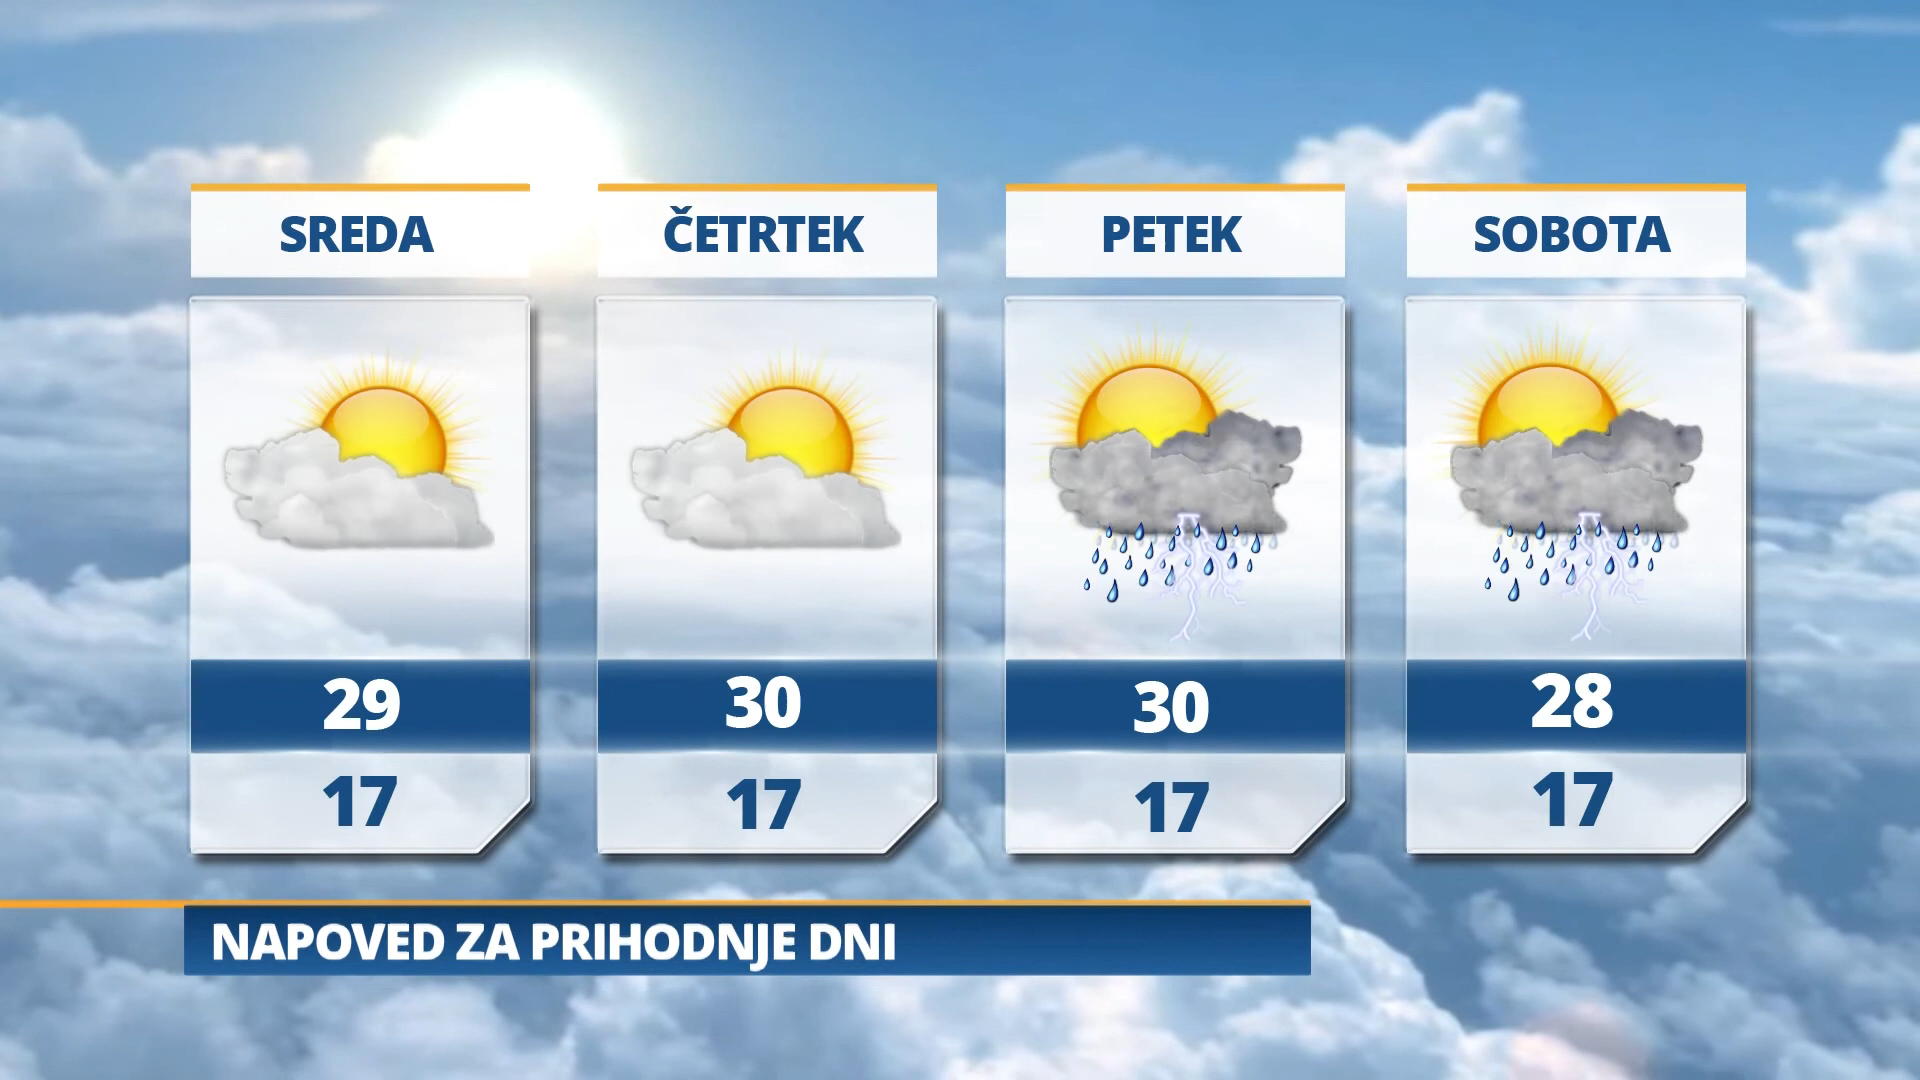 SREDA
ČETRTEK
PETEK
SOBOTA
29
30
30
28
17
17
17
17
NAPOVED ZA PRIHODNJE DNI